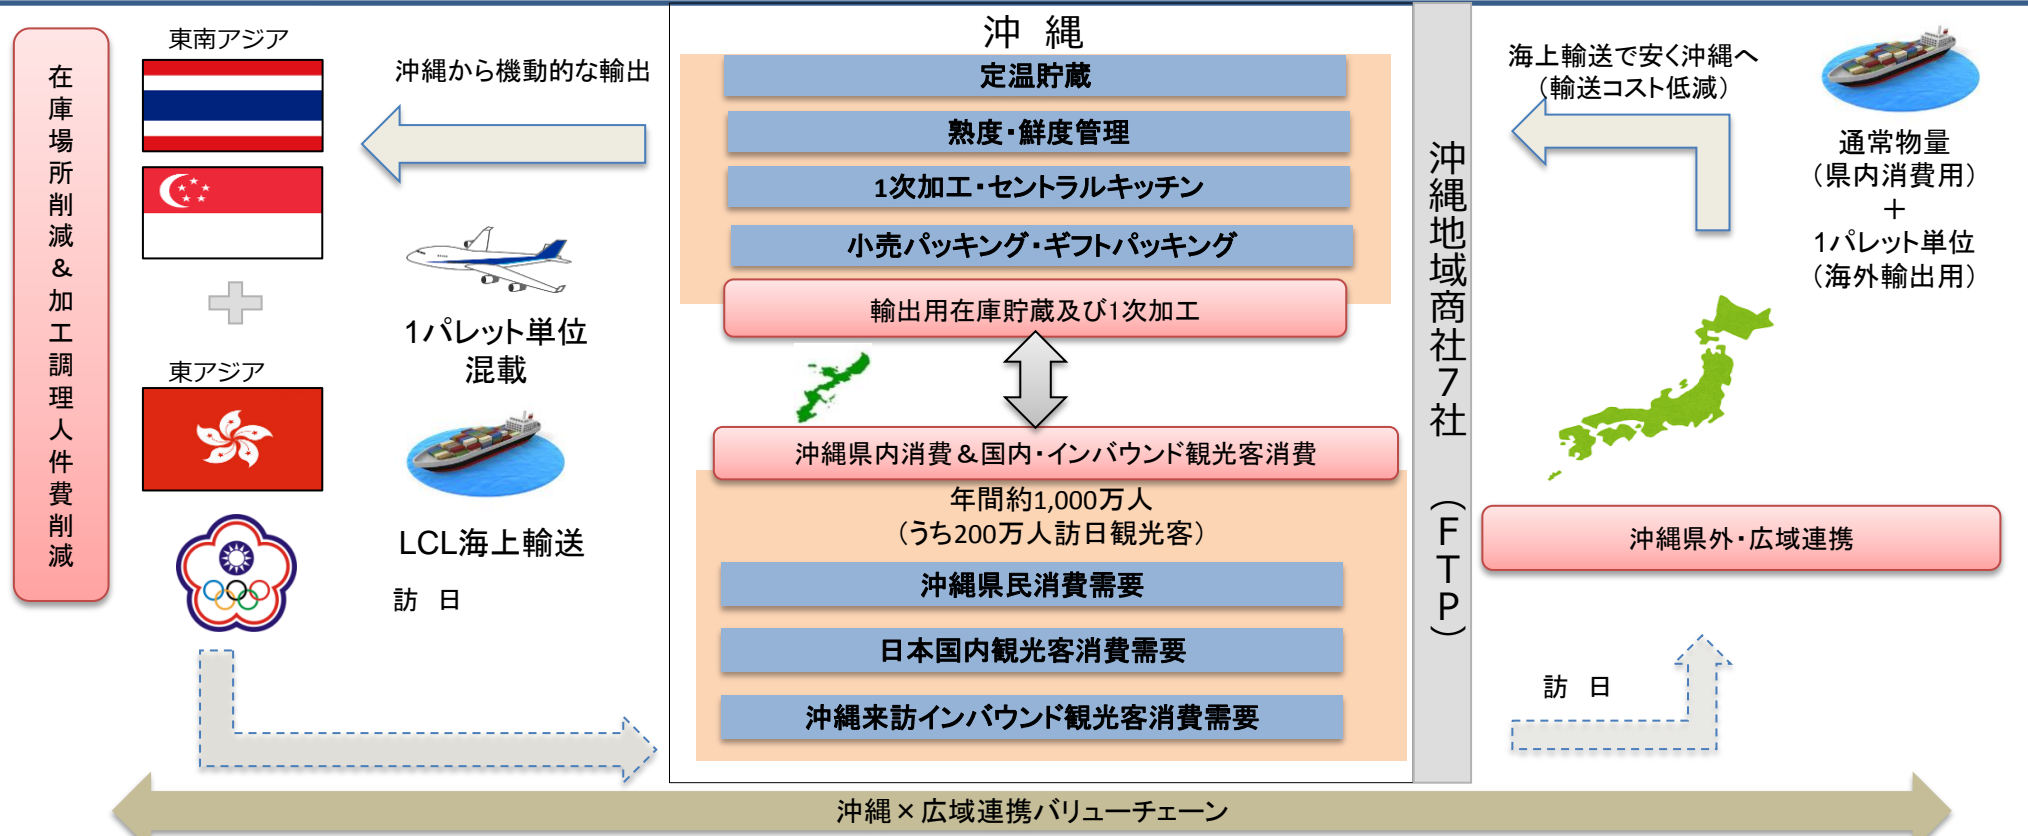 在庫場所削減&加工調理人件費削減
東南アジア
東アジア
沖縄から機動的な輸出
1パレット単位
混載
LCL海上輸送
訪 日
沖 縄
定温貯蔵
熟度・鮮度管理
1次加工・セントラルキッチン
小売パッキング・ギフトパッキング
輸出用在庫貯蔵及び1次加工
沖縄県内消費&国内・インバウンド観光客消費
年間約1,000万人
(うち200万人訪日観光客)
沖縄県民消費需要
日本国内観光客消費需要
沖縄来訪インバウンド観光客消費需要
沖縄地域商社7社 (FTP)
海上輸送で安く沖縄へ
(輸送コスト低減)
通常物量
(県内消費用)
+
1パレット単位
(海外輸出用)
沖縄県外・広域連携
訪 日
沖縄×広域連携バリューチェーン